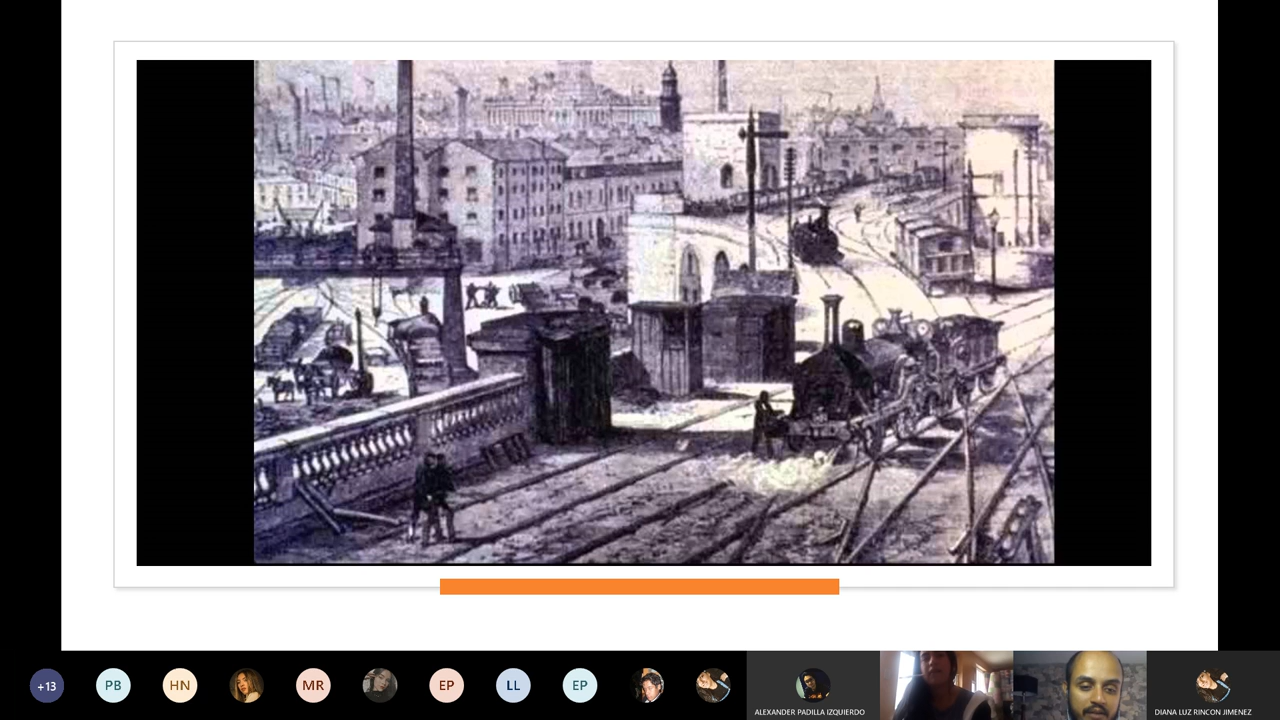 +13
PB
HN
MR
EP
LL
EP
ALEXANDER PADILLA IZQUIERDO
DIANA LUZ RINCON JIMENEZ